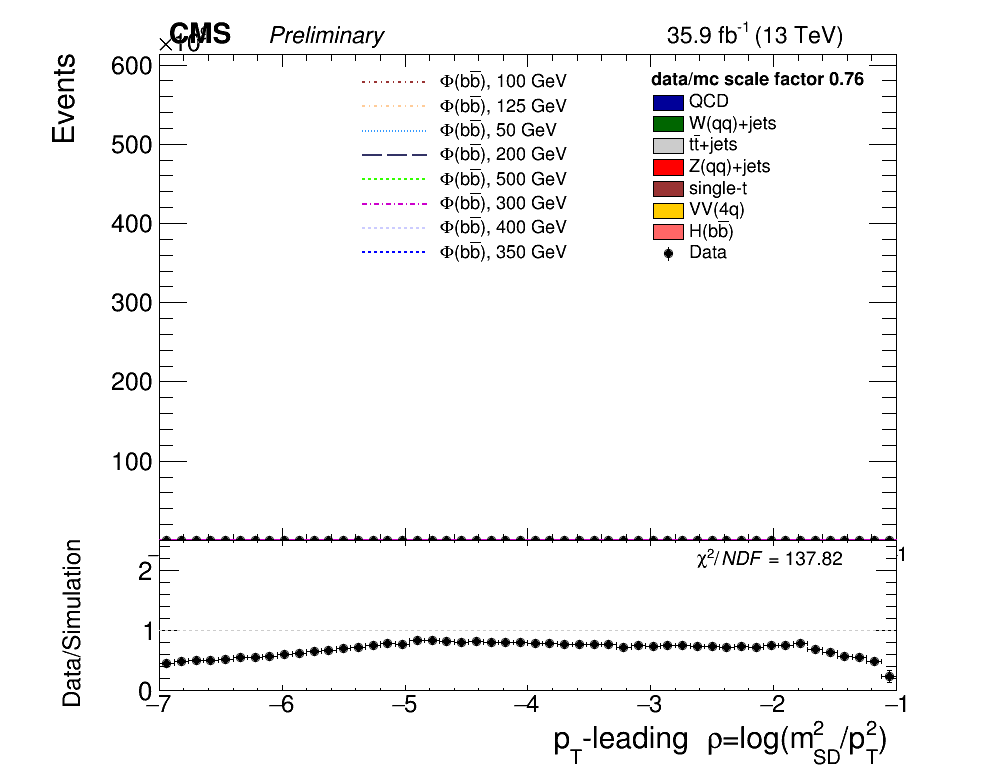 CMS Preliminary 35.9 fb⁻¹ (13 TeV)
×10
Events
600
500
400
300
200
100
Φ(bb̅), 100 GeV
Φ(bb̅), 125 GeV
Φ(bb̅), 50 GeV
Φ(bb̅), 200 GeV
Φ(bb̅), 500 GeV
Φ(bb̅), 300 GeV
Φ(bb̅), 400 GeV
Φ(bb̅), 350 GeV
data/mc scale factor 0.76
QCD
W(qq)+jets
tt̅+jets
Z(qq)+jets
single-t
VV(4q)
H(bb̅)
Data
Data/Simulation
χ²/NDF = 137.82
1
2
1
0
−7 −6 −5 −4 −3 −2 −1
p_T-leading ρ=log(m²_SD/p²_T)